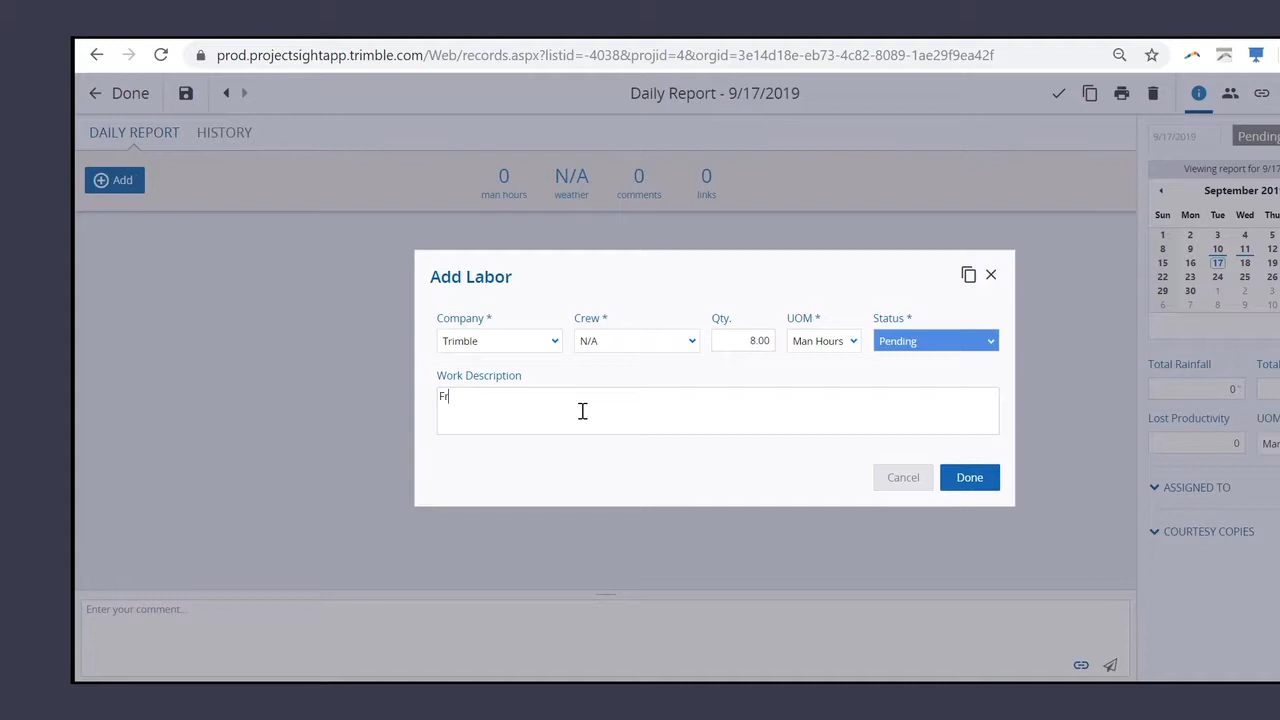 prod.projectsightapp.trimble.com/Web/records.aspx?listid=-4038&projid=4&orgid=3e14d18e-eb73-4c82-8089-1ae29f9ea42f
Done
Daily Report - 9/17/2019
DAILY REPORT HISTORY
9/17/2019 Pending
Add
0 N/A 0 0
man hours weather comments links
Viewing report for 9/17
September 201
Sun Mon Tue Wed Thu
1 2 3 4 5
8 9 10 11 12
15 16 17 18 19
22 23 24 25 26
29 30 1 2 3
6 7 8 9 10
Add Labor
Company * Crew * Qty. UOM * Status *
Trimble N/A 8.00 Man Hours Pending
Work Description
Fr
Cancel Done
Total Rainfall Total
0"
Lost Productivity UOM
0 Mar
ASSIGNED TO
COURTESY COPIES
Enter your comment...